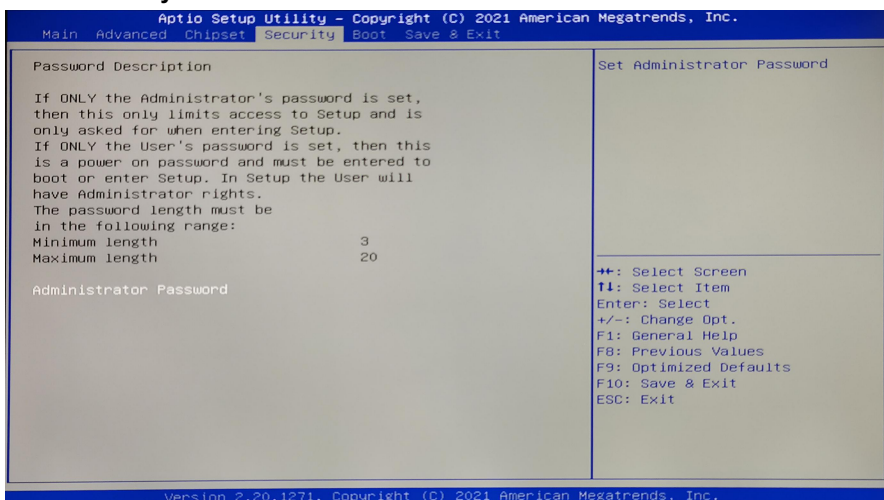 Aptio Setup Utility – Copyright (C) 2021 American Megatrends, Inc.
Main Advanced Chipset Security Boot Save & Exit
Password Description
If ONLY the Administrator's password is set,
then this only limits access to Setup and is
only asked for when entering Setup.
If ONLY the User's password is set, then this
is a power on password and must be entered to
boot or enter Setup. In Setup the User will
have Administrator rights.
The password length must be
in the following range:
Minimum length 3
Maximum length 20
Administrator Password
Set Administrator Password
→←: Select Screen
↑↓: Select Item
Enter: Select
+/-: Change Opt.
F1: General Help
F8: Previous Values
F9: Optimized Defaults
F10: Save & Exit
ESC: Exit
Version 2.20.1271. Copyright (C) 2021 American Megatrends, Inc.